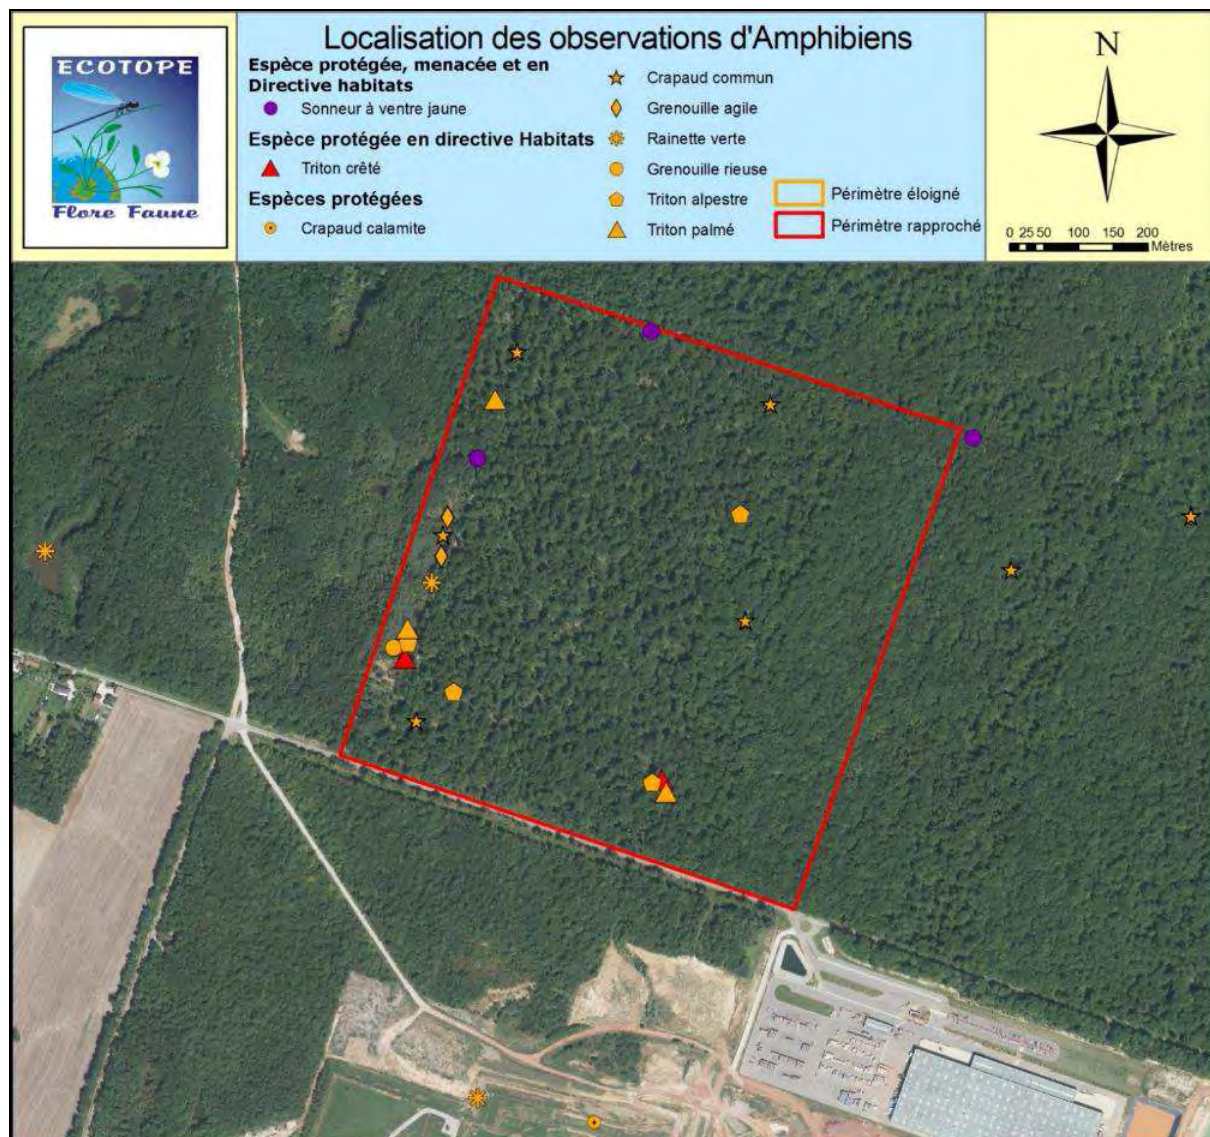 ECOTOPE
Flore Faune
Localisation des observations d'Amphibiens
Espèce protégée, menacée et en
Directive habitats
Sonneur à ventre jaune
Espèce protégée en directive Habitats
Triton crêté
Espèces protégées
Crapaud calamite
Crapaud commun
Grenouille agile
Rainette verte
Grenouille rieuse
Triton alpestre
Triton palmé
Périmètre éloigné
Périmètre rapproché
N
0 25 50 100 150 200
Mètres